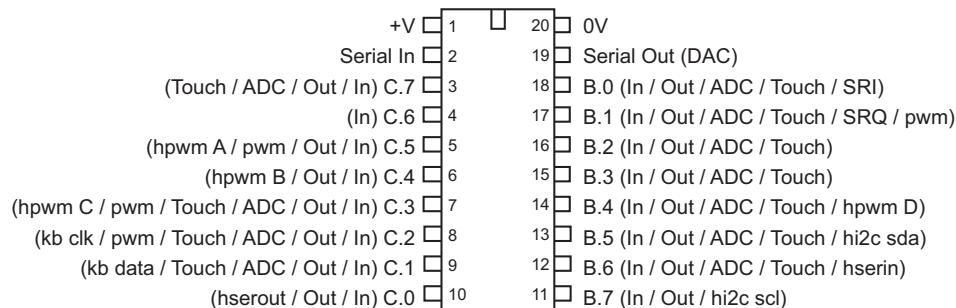 +V 1 20 0V
Serial In 2 19 Serial Out (DAC)
(Touch / ADC / Out / In) C.7 3 18 B.0 (In / Out / ADC / Touch / SRI)
(In) C.6 4 17 B.1 (In / Out / ADC / Touch / SRQ / pwm)
(hpwm A / pwm / Out / In) C.5 5 16 B.2 (In / Out / ADC / Touch)
(hpwm B / Out / In) C.4 6 15 B.3 (In / Out / ADC / Touch)
(hpwm C / pwm / Touch / ADC / Out / In) C.3 7 14 B.4 (In / Out / ADC / Touch / hpwm D)
(kb clk / pwm / Touch / ADC / Out / In) C.2 8 13 B.5 (In / Out / ADC / Touch / hi2c sda)
(kb data / Touch / ADC / Out / In) C.1 9 12 B.6 (In / Out / ADC / Touch / hserin)
(hserout / Out / In) C.0 10 11 B.7 (In / Out / hi2c scl)